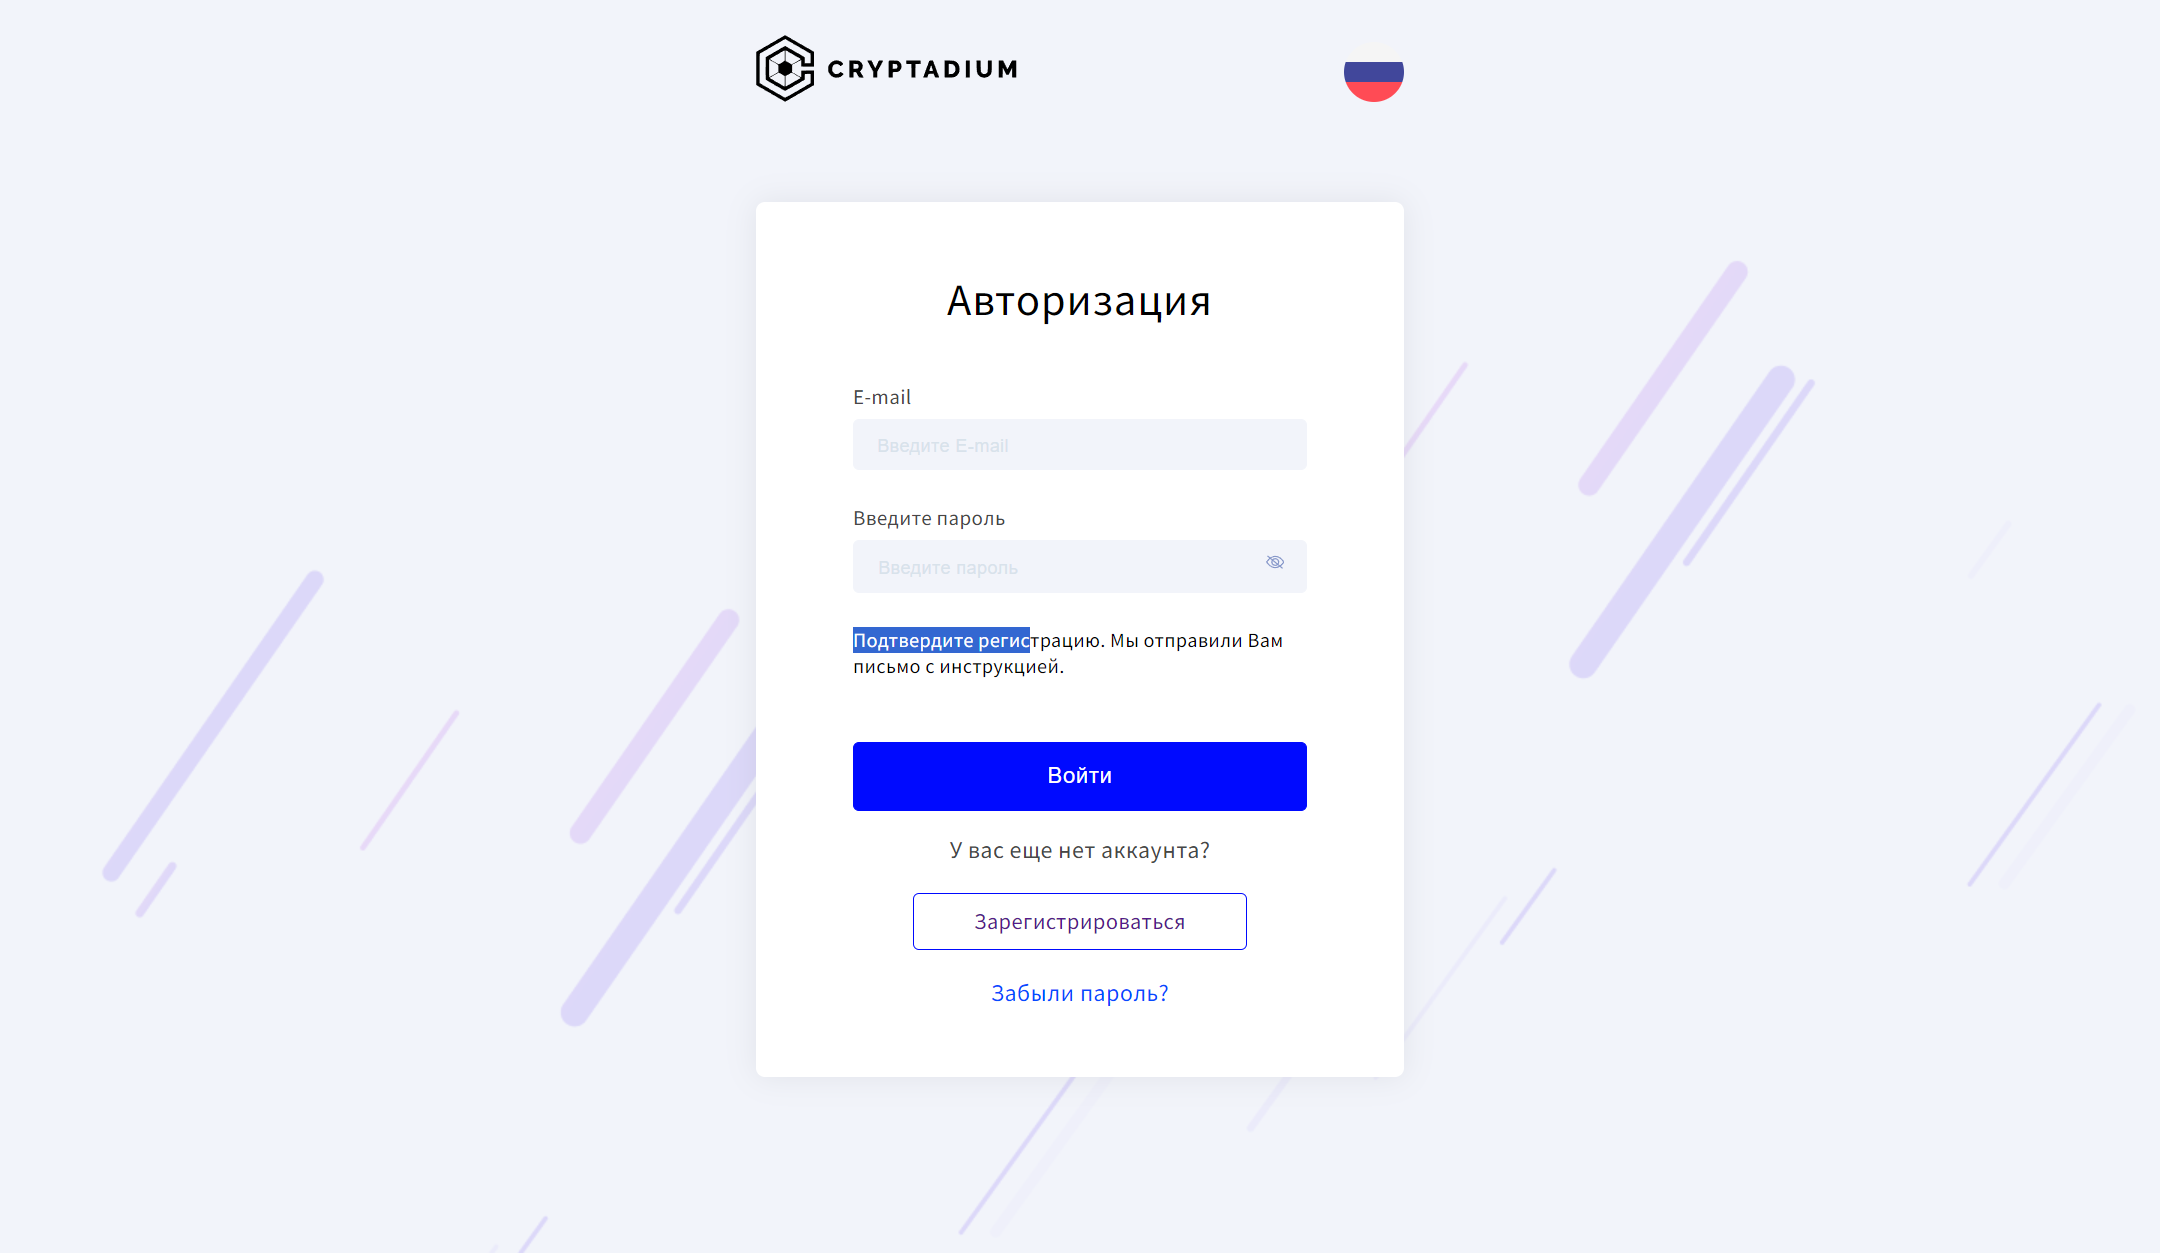 CRYPTADIUM
Авторизация
E-mail
Введите E-mail
Введите пароль
Введите пароль
Подтвердите регистрацию. Мы отправили Вам
письмо с инструкцией.
Войти
У вас еще нет аккаунта?
Зарегистрироваться
Забыли пароль?